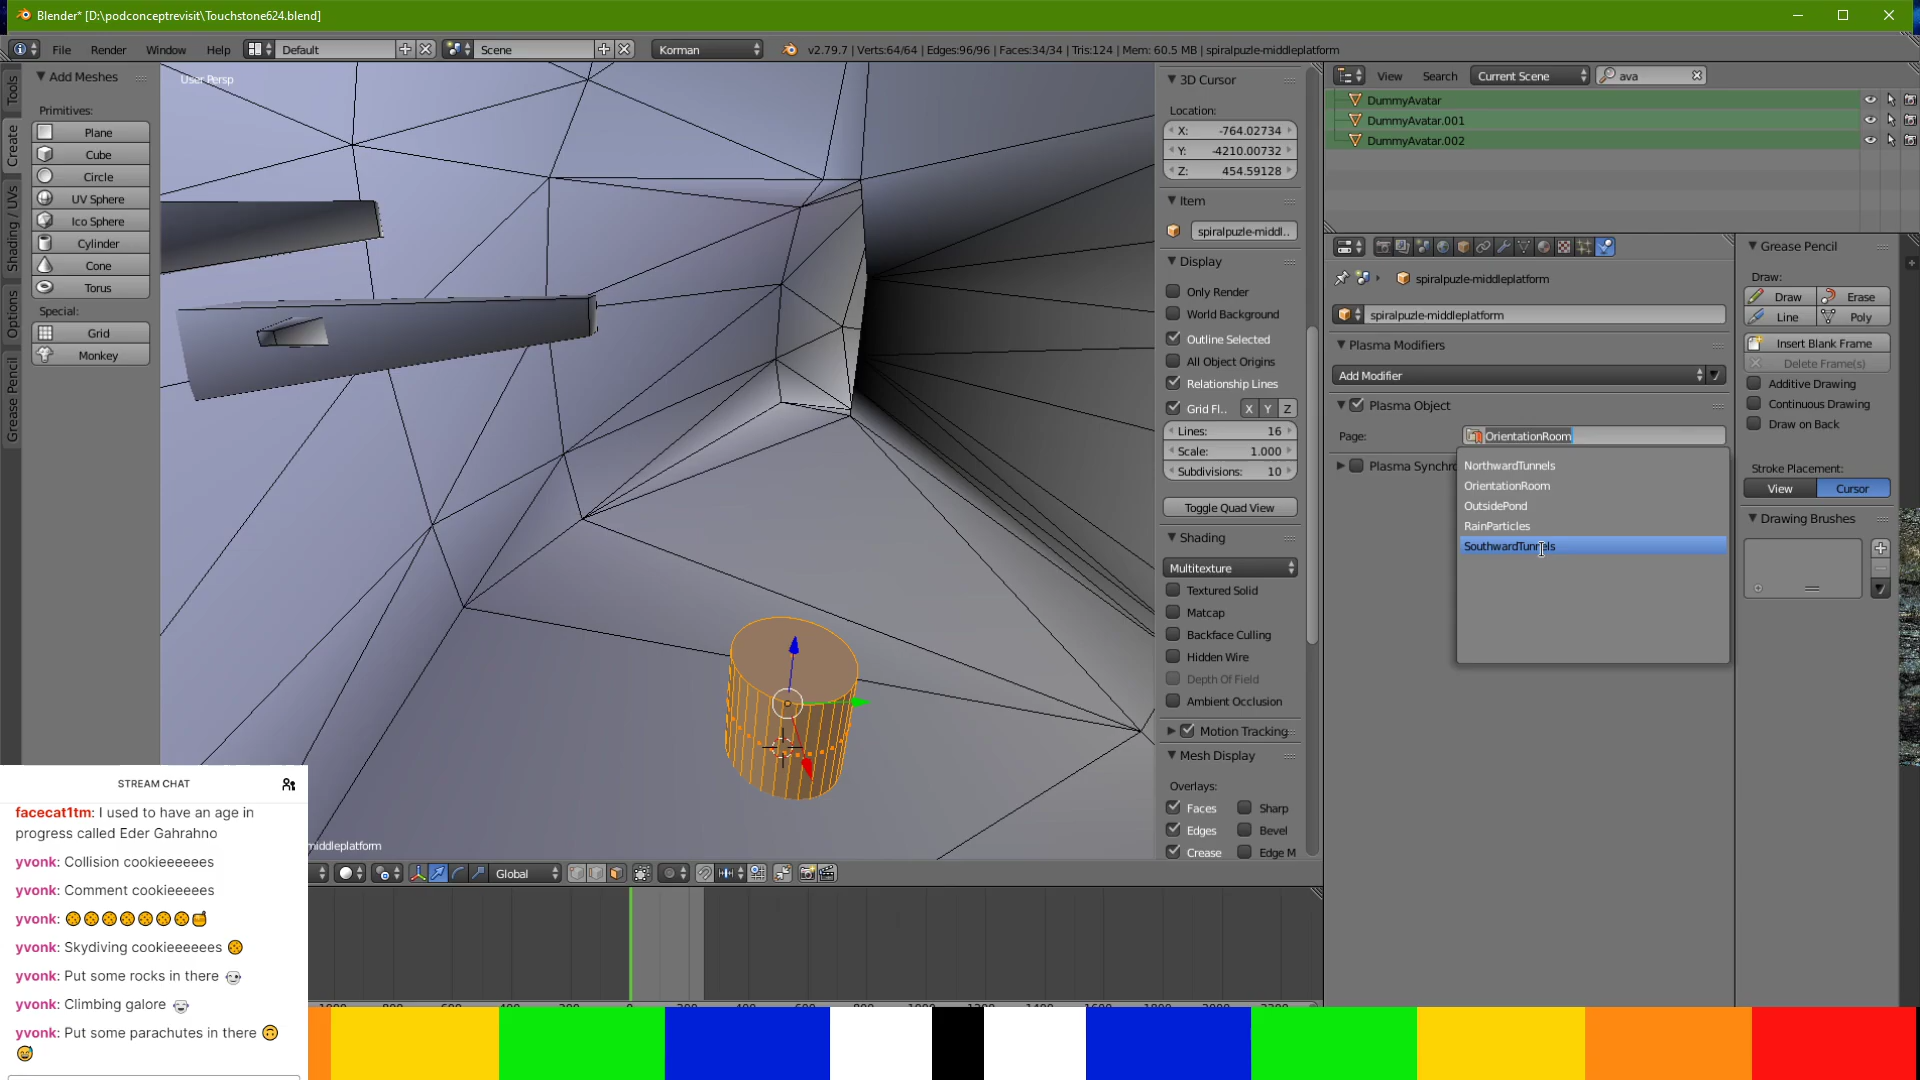 Blender* [D:\podconceptrevisit\Touchstone624.blend]
File Render Window Help Default Scene Korman v2.79.7 | Verts:64/64 | Edges:96/96 | Faces:34/34 | Tris:124 | Mem: 60.5 MB | spiralpuzle-middleplatform
Tools
Create
Shading / UVs
Options
Grease Pencil
Add Meshes
Primitives:
Plane
Cube
Circle
UV Sphere
Ico Sphere
Cylinder
Cone
Torus
Special:
Grid
Monkey
User Persp
middleplatform
Global
3D Cursor
Location:
X: -764.02734
Y: -4210.00732
Z: 454.59128
Item
spiralpuzle-middl..
Display
Only Render
World Background
Outline Selected
All Object Origins
Relationship Lines
Grid Fl.. X Y Z
Lines: 16
Scale: 1.000
Subdivisions: 10
Toggle Quad View
Shading
Multitexture
Textured Solid
Matcap
Backface Culling
Hidden Wire
Depth Of Field
Ambient Occlusion
Motion Tracking
Mesh Display
Overlays:
Faces Sharp
Edges Bevel
Crease Edge M
View Search Current Scene ava
DummyAvatar
DummyAvatar.001
DummyAvatar.002
spiralpuzle-middleplatform
spiralpuzle-middleplatform
Plasma Modifiers
Add Modifier
Plasma Object
Page: OrientationRoom
Plasma Synchro
NorthwardTunnels
OrientationRoom
OutsidePond
RainParticles
SouthwardTunnels
Grease Pencil
Draw:
Draw Erase
Line Poly
Insert Blank Frame
Delete Frame(s)
Additive Drawing
Continuous Drawing
Draw on Back
Stroke Placement:
View Cursor
Drawing Brushes
STREAM CHAT
facecat1tm: I used to have an age in
progress called Eder Gahrahno
yvonk: Collision cookieeeeees
yvonk: Comment cookieeeees
yvonk: 🍪🍪🍪🍪🍪🍪🍪🍯
yvonk: Skydiving cookieeeeees 🍪
yvonk: Put some rocks in there
yvonk: Climbing galore
yvonk: Put some parachutes in there 🙃
😅